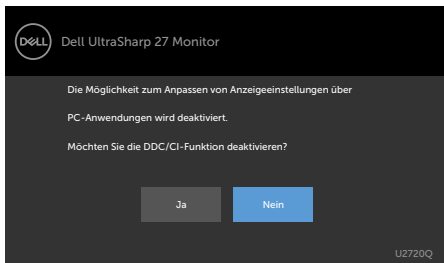 DELL
Dell UltraSharp 27 Monitor
Die Möglichkeit zum Anpassen von Anzeigeeinstellungen über
PC-Anwendungen wird deaktiviert.
Möchten Sie die DDC/CI-Funktion deaktivieren?
Ja
Nein
U2720Q